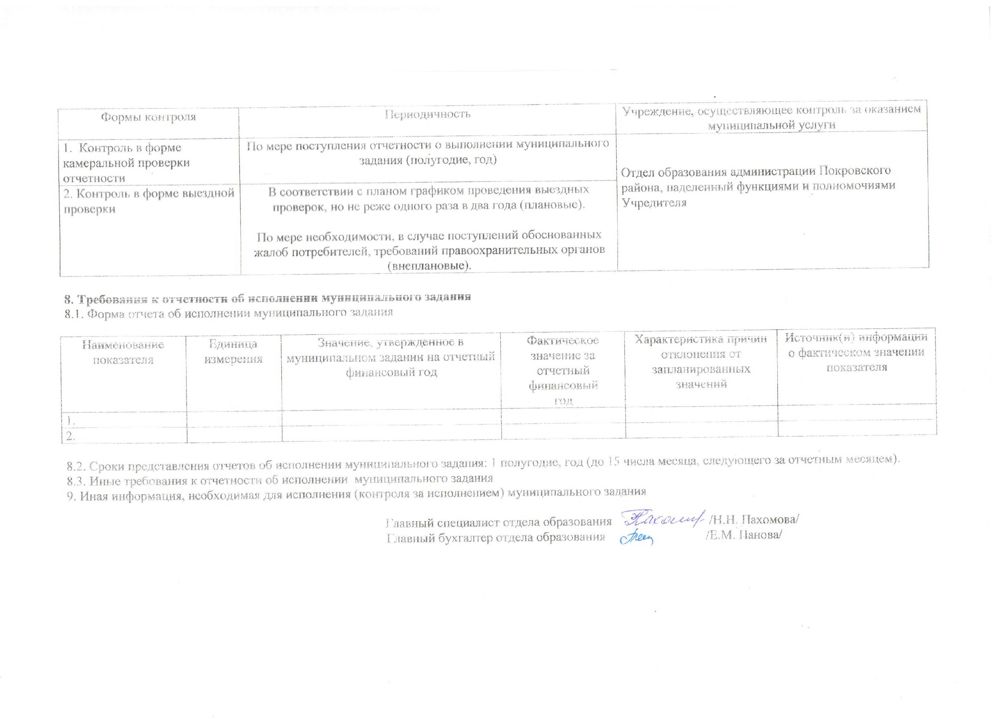 Формы контроля
Периодичность
Учреждение, осуществляющее контроль за оказанием
муниципальной услуги
1. Контроль в форме
камеральной проверки
отчетности
По мере поступления отчетности о выполнении муниципального
задания (полугодие, год)
Отдел образования администрации Покровского
района, наделенный функциями и полномочиями
Учредителя
2. Контроль в форме выездной
проверки
В соответствии с планом графиком проведения выездных
проверок, но не реже одного раза в два года (плановые).
По мере необходимости, в случае поступлений обоснованных
жалоб потребителей, требований правоохранительных органов
(внеплановые).
8. Требования к отчетности об исполнении муниципального задания
8.1. Форма отчета об исполнении муниципального задания
Наименование
показателя
Единица
измерения
Значение, утвержденное в
муниципальном задании на отчетный
финансовый год
Фактическое
значение за
отчетный
финансовый
год
Характеристика причин
отклонения от
запланированных
значений
Источник(и) информации
о фактическом значении
показателя
1.
2.
8.2. Сроки представления отчетов об исполнении муниципального задания: 1 полугодие, год (до 15 числа месяца, следующего за отчетным месяцем).
8.3. Иные требования к отчетности об исполнении муниципального задания
9. Иная информация, необходимая для исполнения (контроля за исполнением) муниципального задания
Главный специалист отдела образования /Н.Н. Пахомова/
Главный бухгалтер отдела образования /Е.М. Панова/